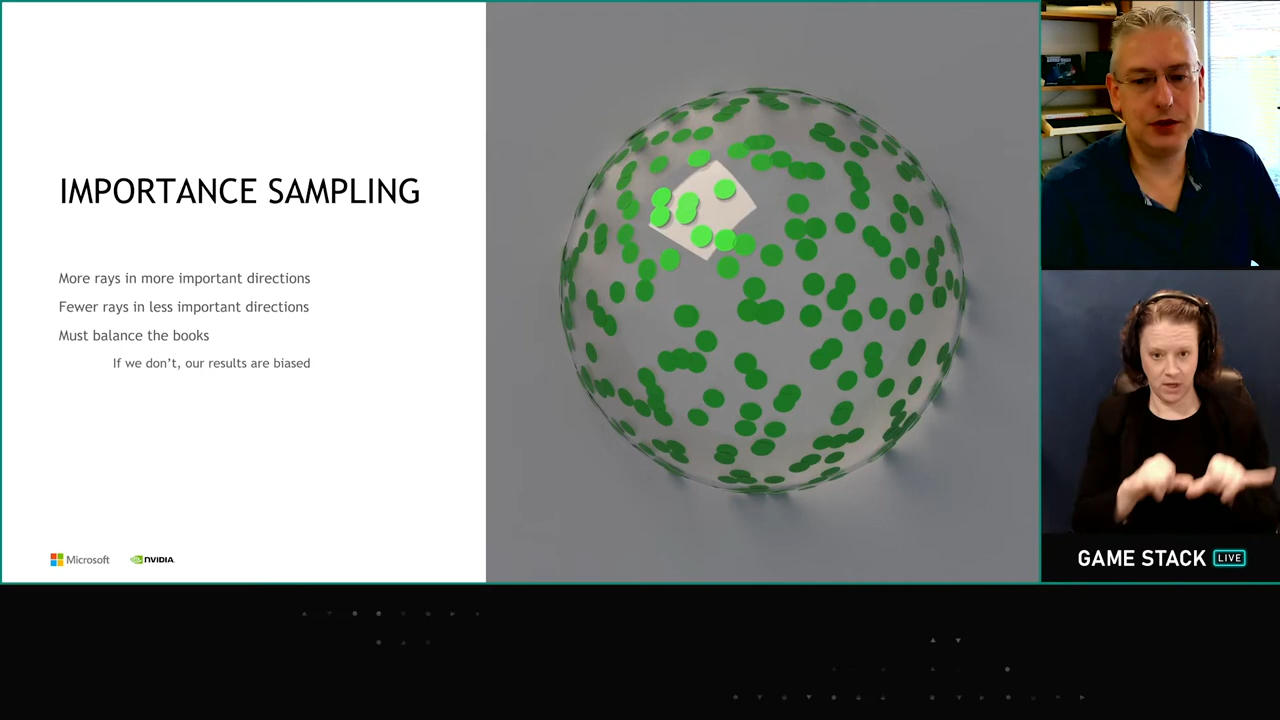 IMPORTANCE SAMPLING
More rays in more important directions
Fewer rays in less important directions
Must balance the books
If we don’t, our results are biased
Microsoft
NVIDIA
GAME STACK LIVE